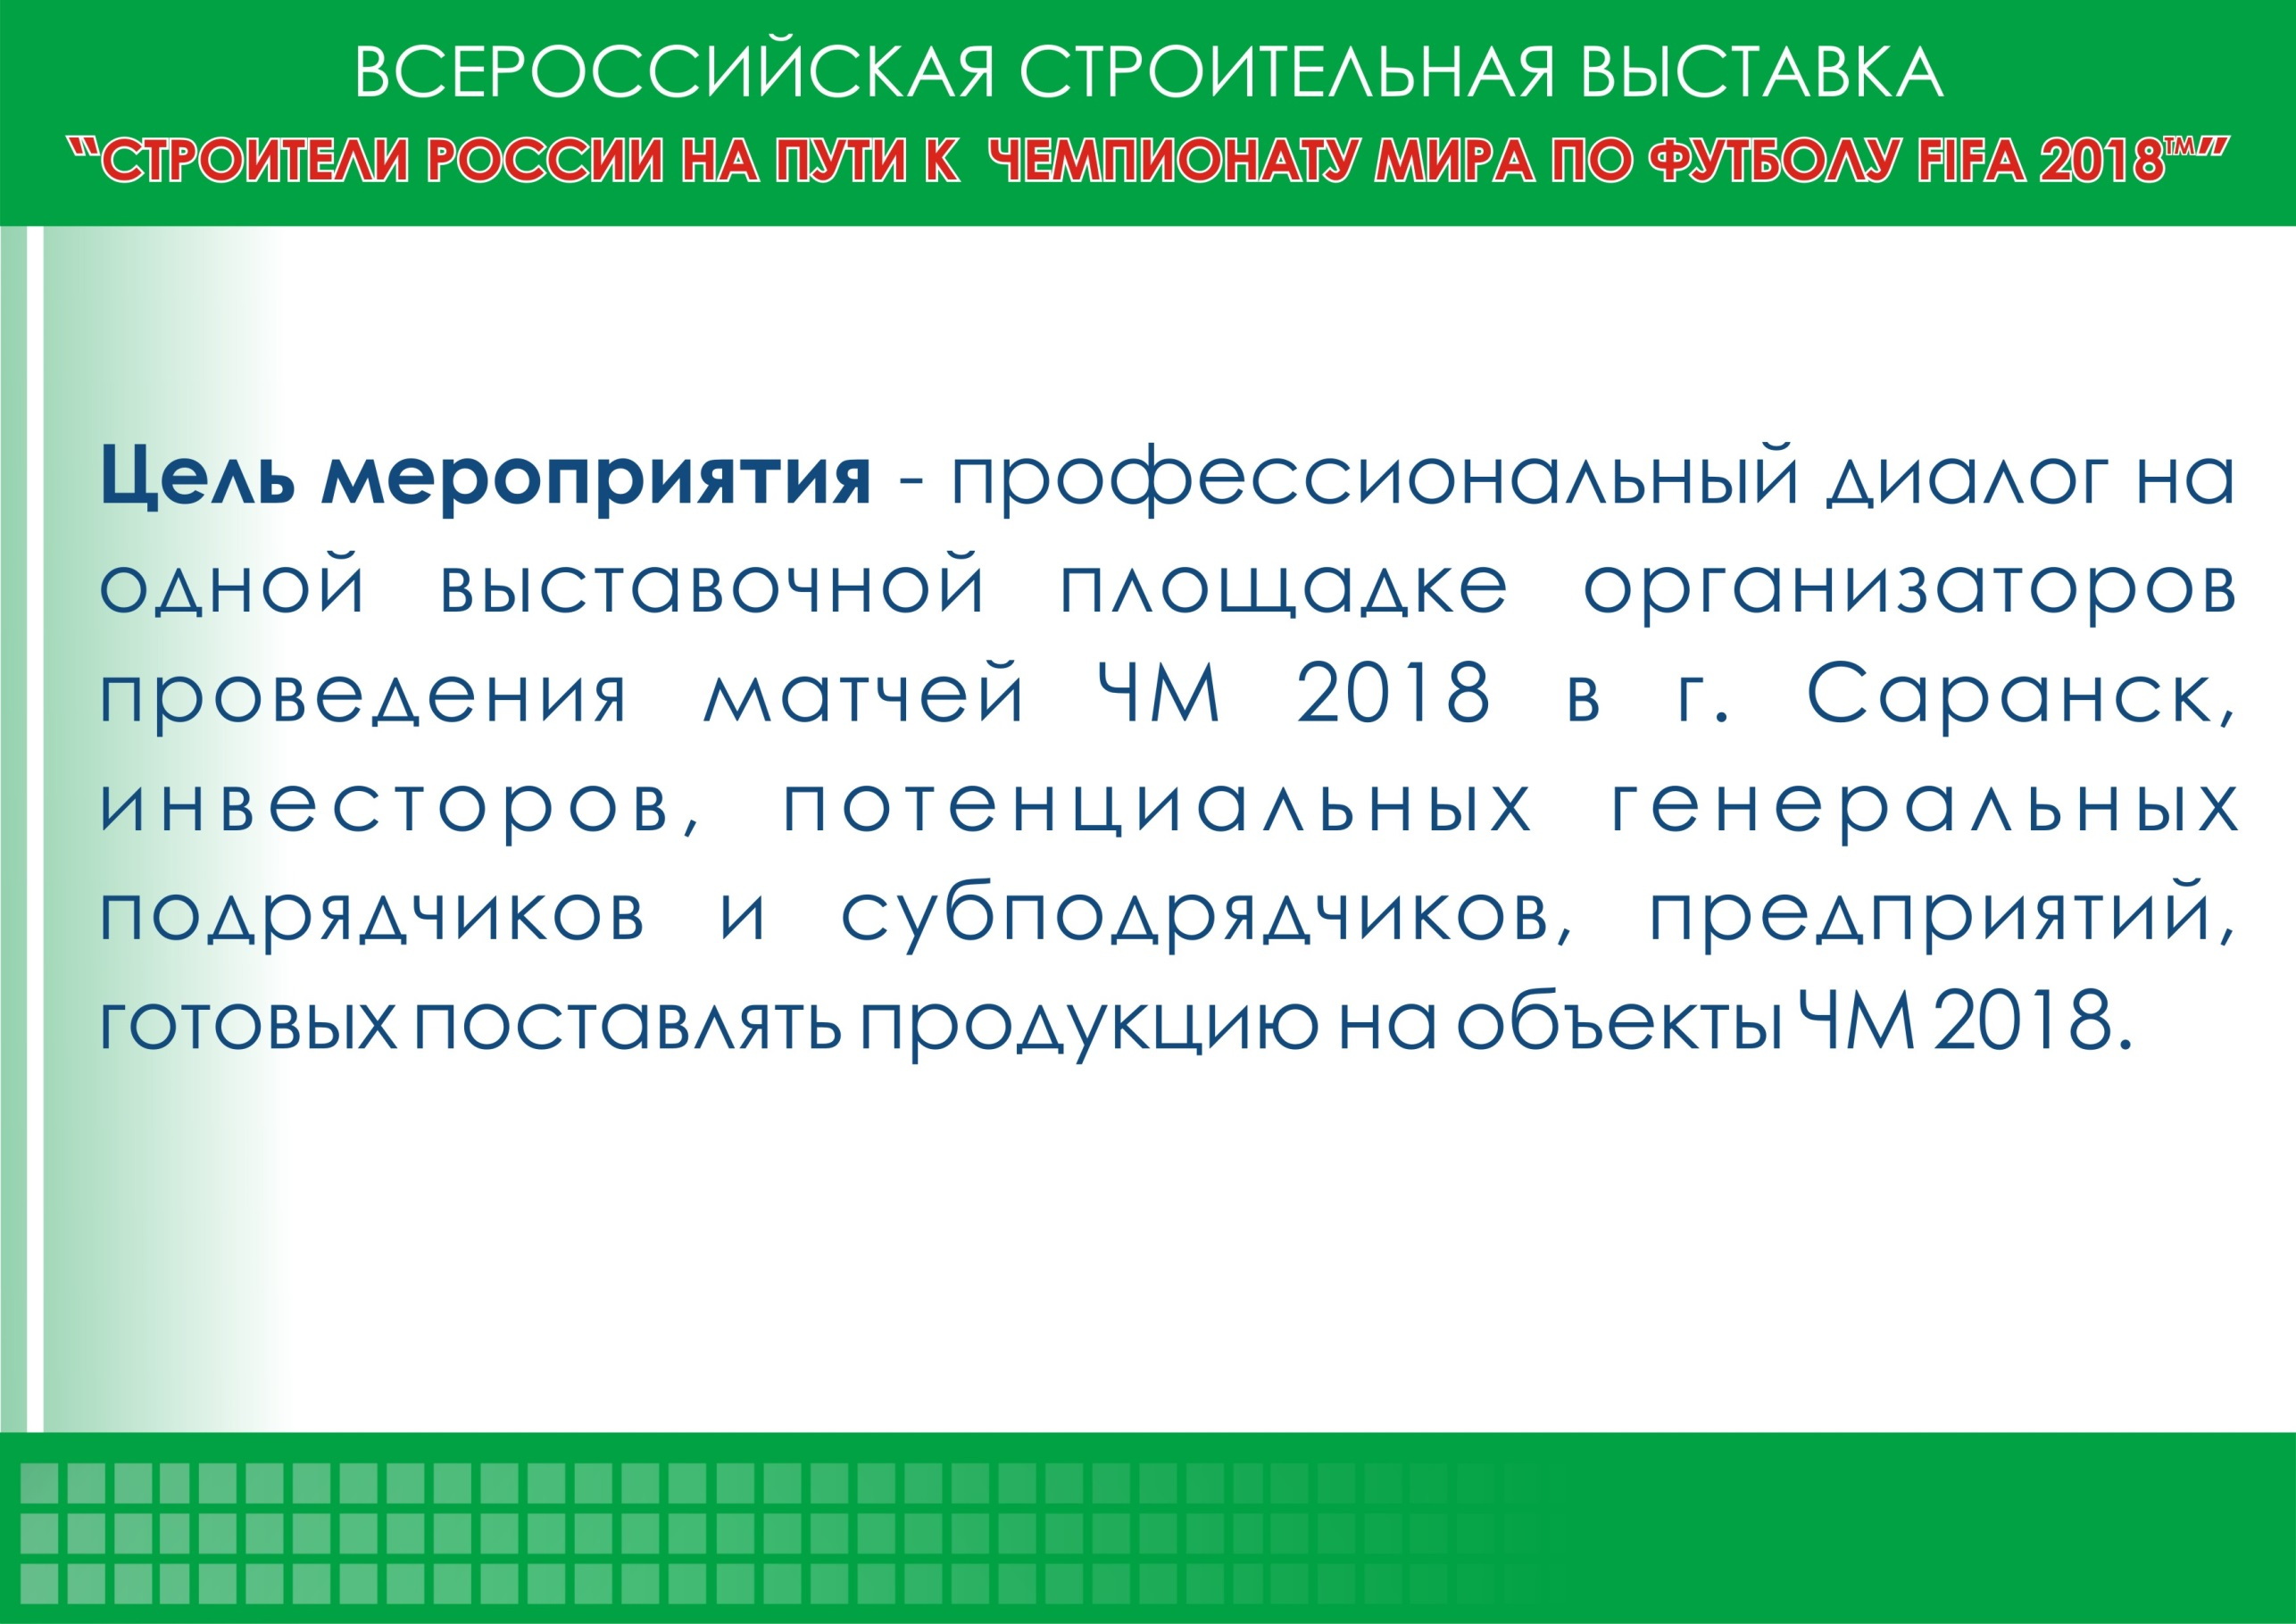 ВСЕРОССИЙСКАЯ СТРОИТЕЛЬНАЯ ВЫСТАВКА
“СТРОИТЕЛИ РОССИИ НА ПУТИ К ЧЕМПИОНАТУ МИРА ПО ФУТБОЛУ FIFA 2018™”
Цель мероприятия - профессиональный диалог на
одной выставочной площадке организаторов
проведения матчей ЧМ 2018 в г. Саранск,
инвесторов, потенциальных генеральных
подрядчиков и субподрядчиков, предприятий,
готовых поставлять продукцию на объекты ЧМ 2018.